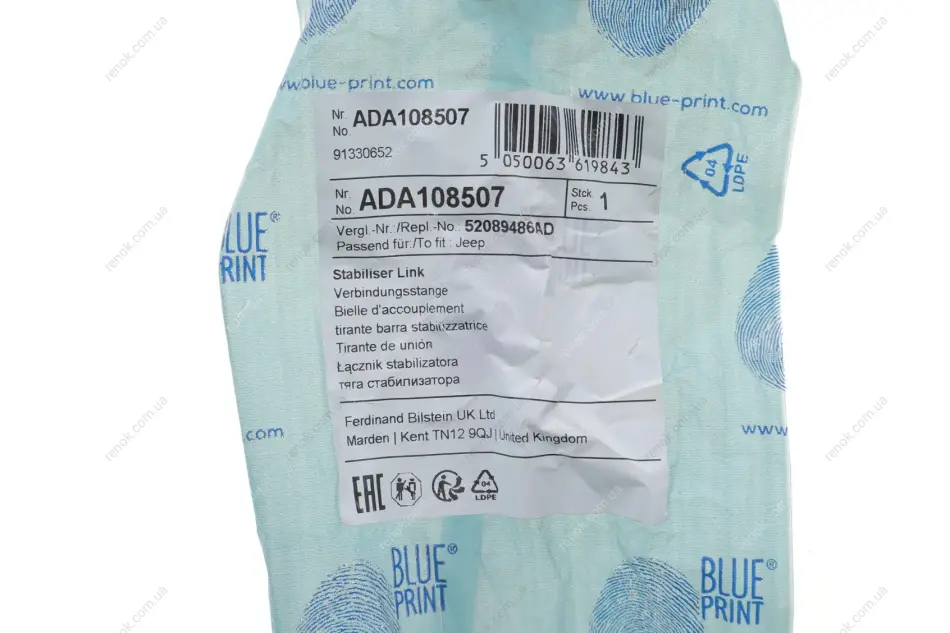 www.blue-print.com
www.blue-print.com
Nr.
No. ADA108507
91330652
5 050063 619843
04
LDPE
Nr.
No. ADA108507
Stck.
Pcs. 1
Vergl.-Nr./Repl.-No.: 52089486AD
Passend für:/To fit : Jeep
BLUE®
PRINT
Stabiliser Link
Verbindungsstange
Bielle d'accouplement
tirante barra stabilizzatrice
Tirante de unión
Łącznik stabilizatora
тяга стабилизатора
Ferdinand Bilstein UK Ltd
Marden | Kent TN12 9QJ | United Kingdom
.com
www
EAC
04
LDPE
BLUE®
PRINT
BLUE®
PRINT
renok.com.ua